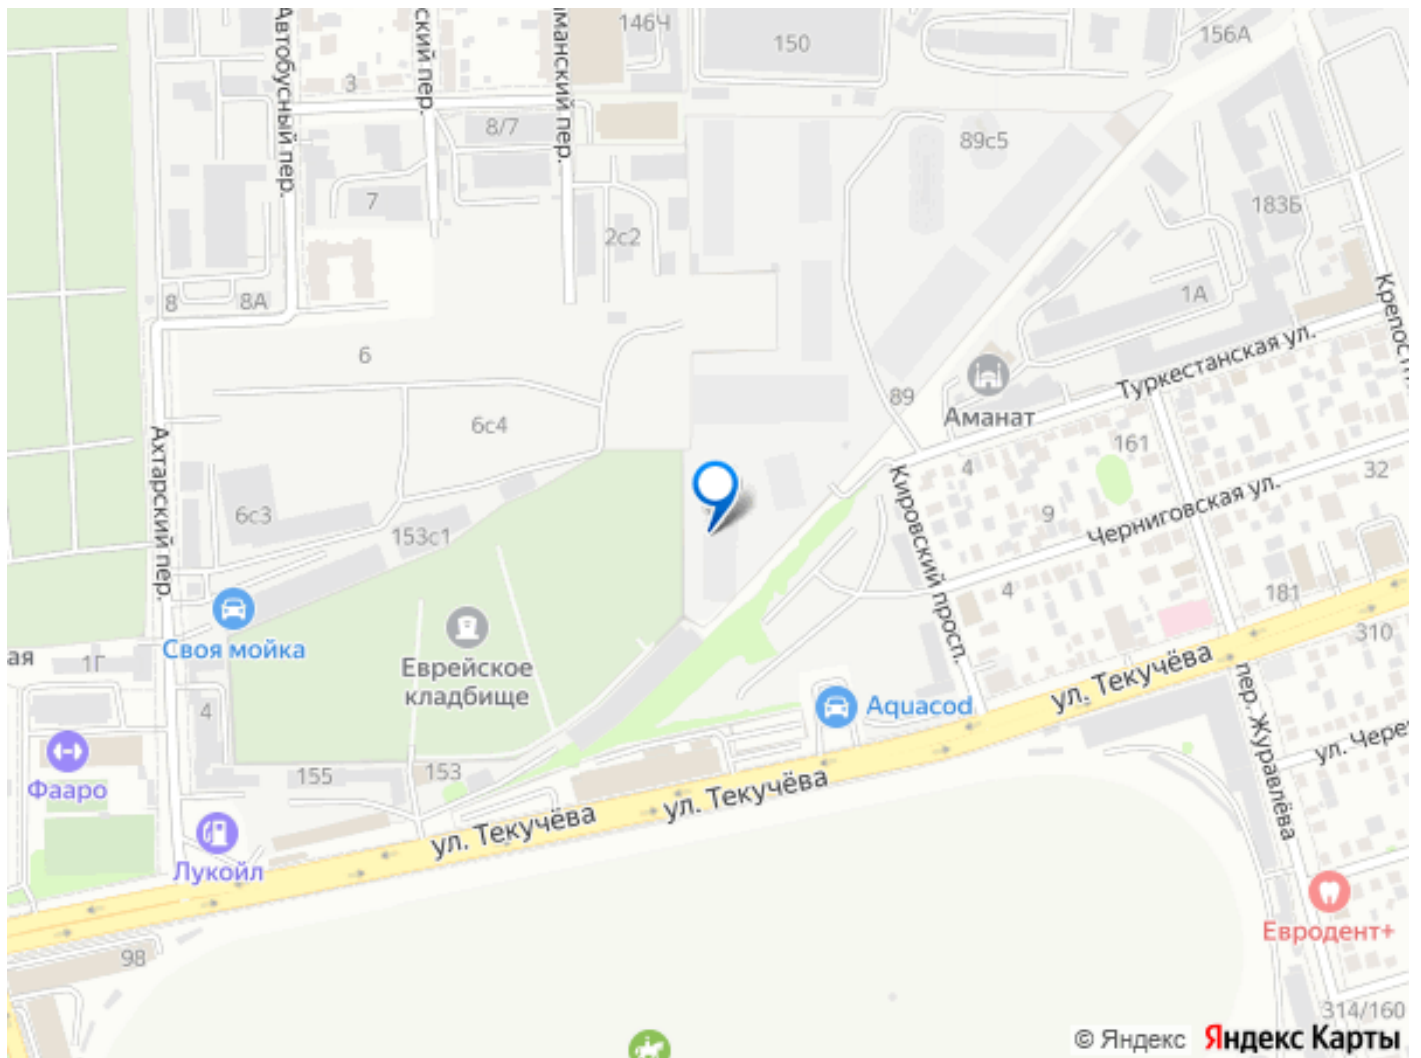 Автобусный пер.
ский пер.
манский пер.
146Ч
150
156А
3
8/7
89с5
7
2с2
183Б
8
8А
1А
Крепостн
6
Туркестанская ул.
89
Аманат
6с4
161
Ахтарский пер.
4
32
6с3
153с1
9
Черниговская ул.
Кировский просп.
4
181
310
Своя мойка
ая
1Г
Еврейское
кладбище
ул. Текучёва
пер. Журавлёва
4
Aquacod
ул. Чере
Фааро
155
153
ул. Текучёва
ул. Текучёва
Лукойл
Евродент+
98
314/160
© Яндекс Яндекс Карты